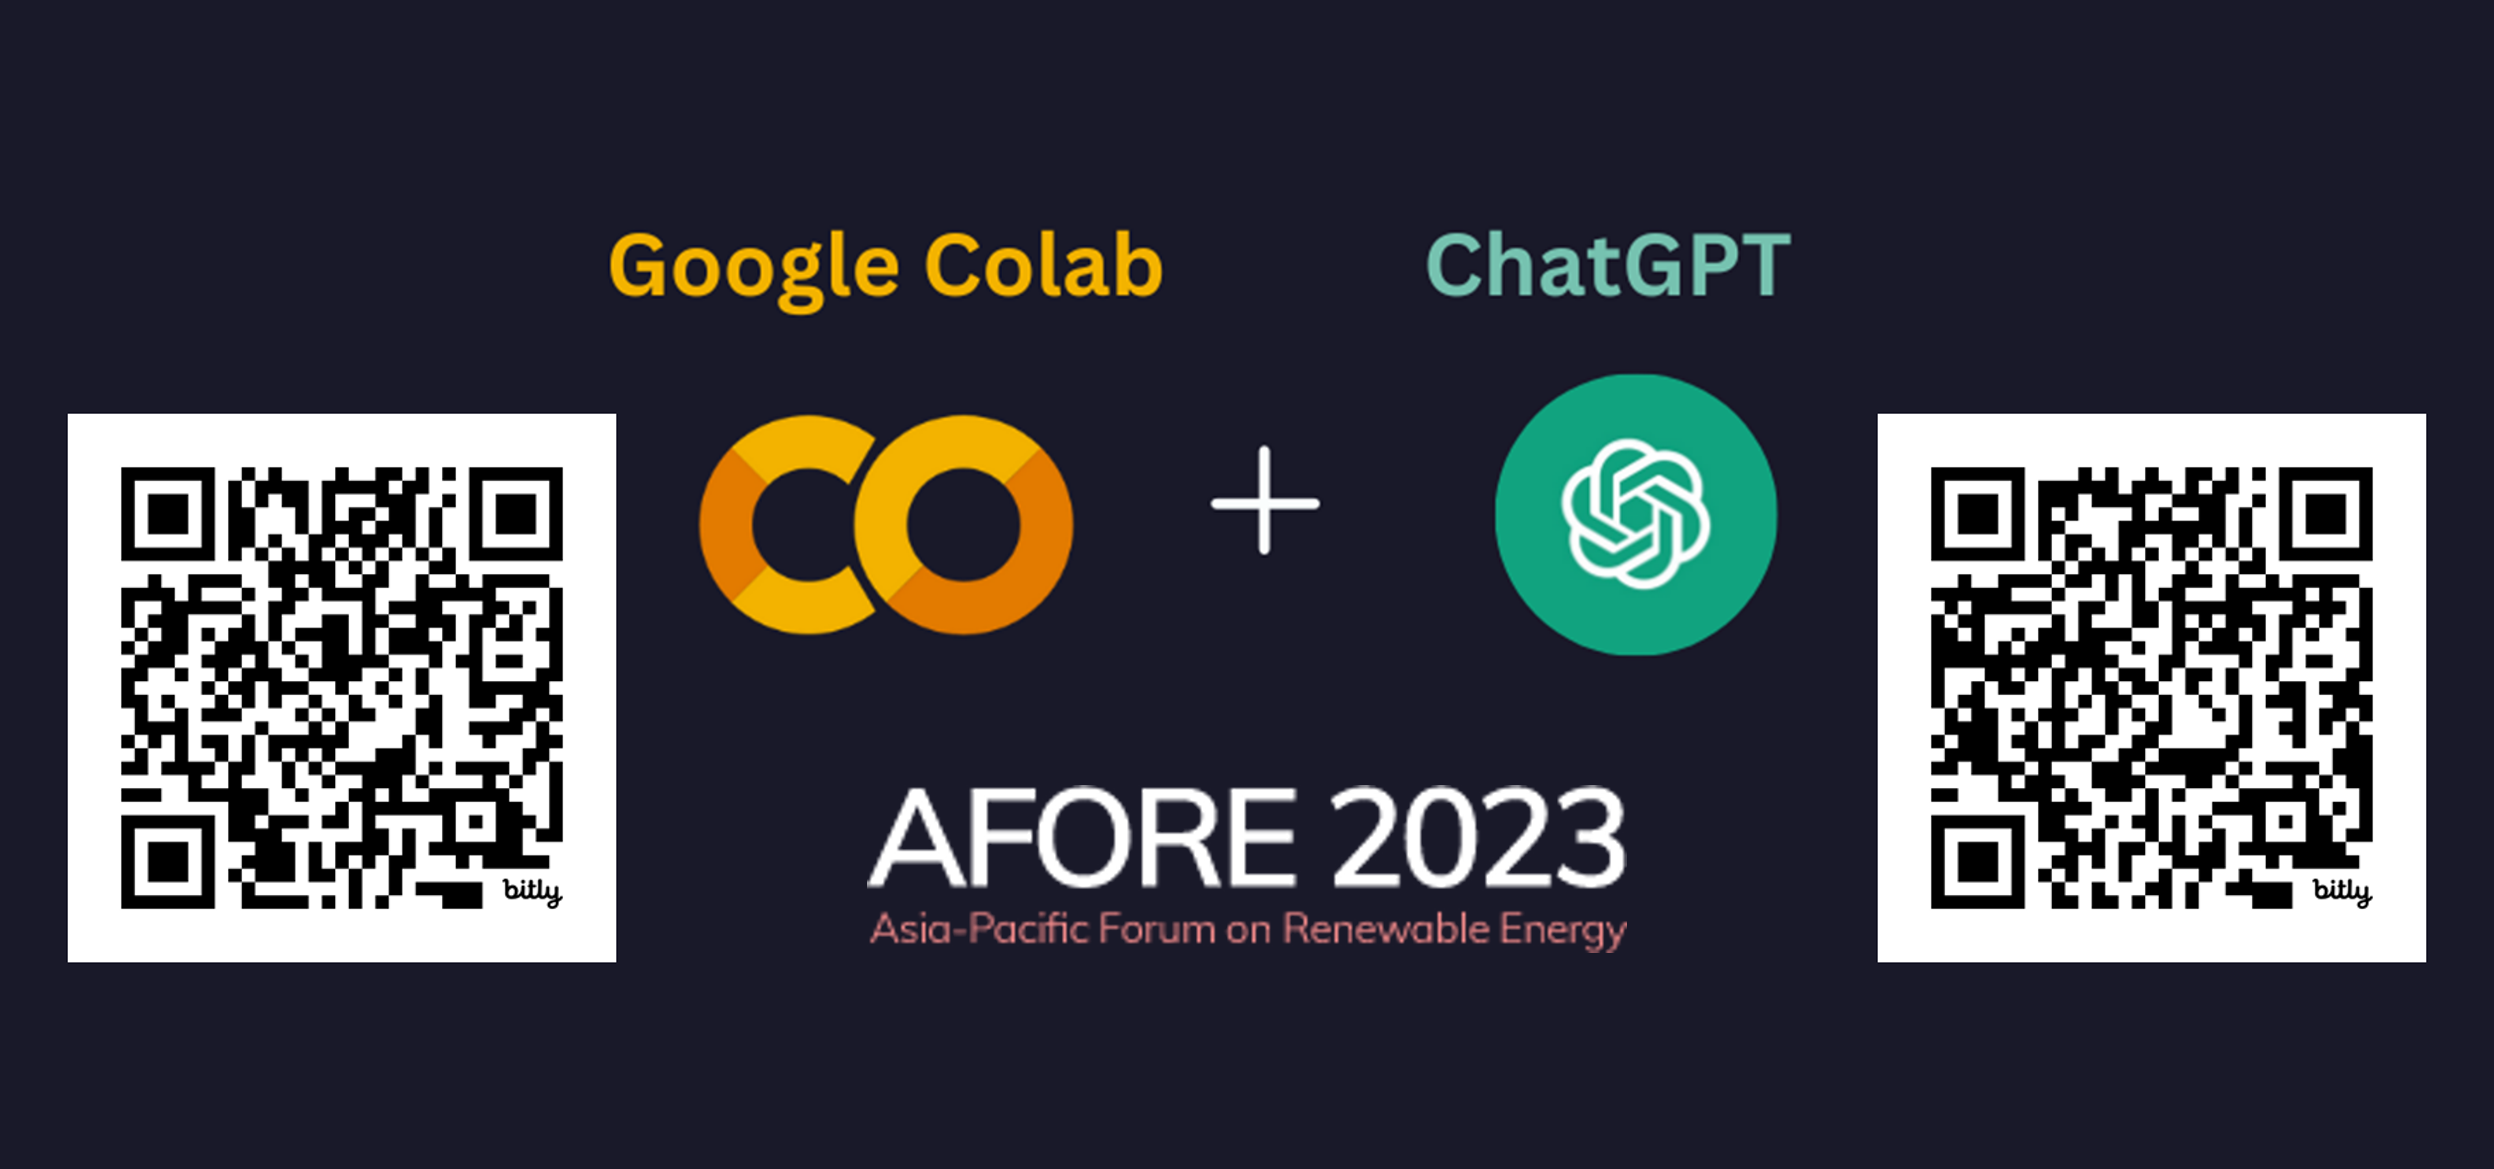 Google Colab
ChatGPT
AFORE 2023
Asia-Pacific Forum on Renewable Energy
bitly
bitly